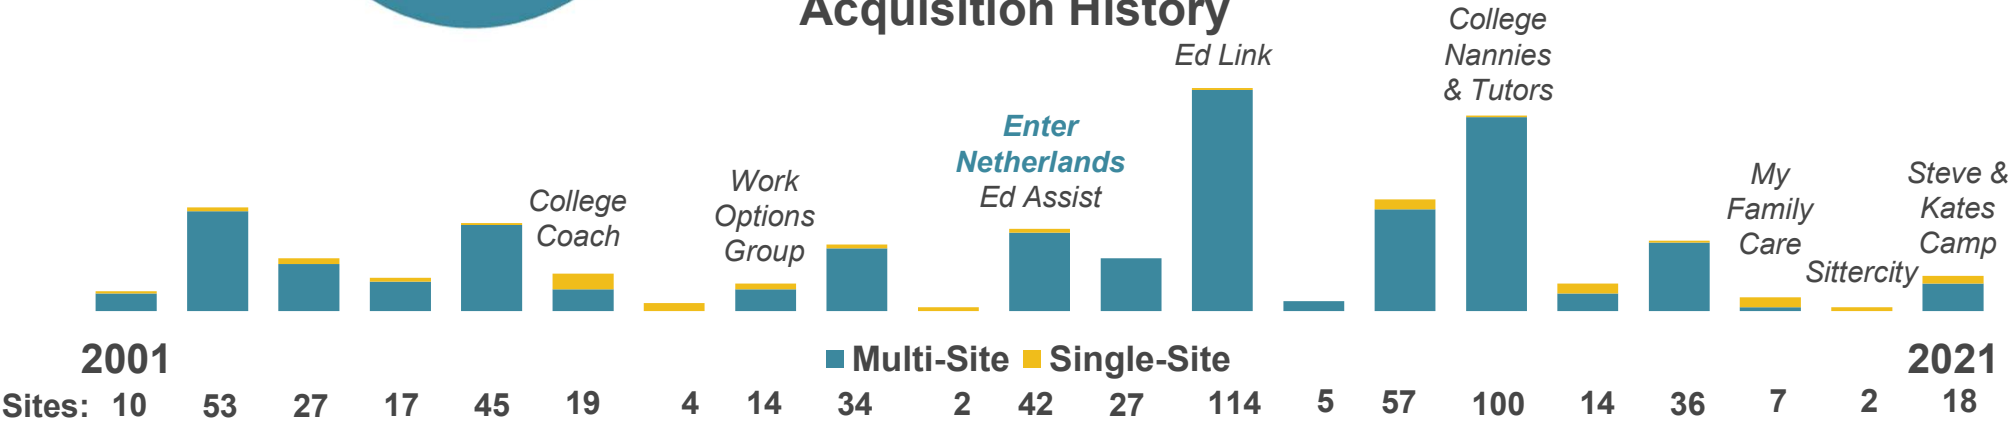 Acquisition History
College
Nannies
& Tutors
Ed Link
Enter
Netherlands
Ed Assist
College
Coach
Work
Options
Group
My
Family
Care
Sittercity
Steve &
Kates
Camp
2001
Multi-Site Single-Site
2021
Sites: 10 53 27 17 45 19 4 14 34 2 42 27 114 5 57 100 14 36 7 2 18